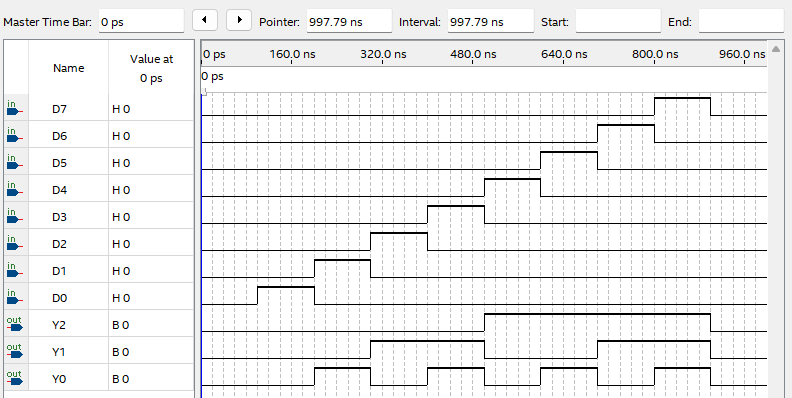 Master Time Bar: 0 ps Pointer: 997.79 ns Interval: 997.79 ns Start: End:
Name Value at 0 ps
0 ps 160.0 ns 320.0 ns 480.0 ns 640.0 ns 800.0 ns 960.0 ns
0 ps
in D7 H 0
in D6 H 0
in D5 H 0
in D4 H 0
in D3 H 0
in D2 H 0
in D1 H 0
in D0 H 0
out Y2 B 0
out Y1 B 0
out Y0 B 0